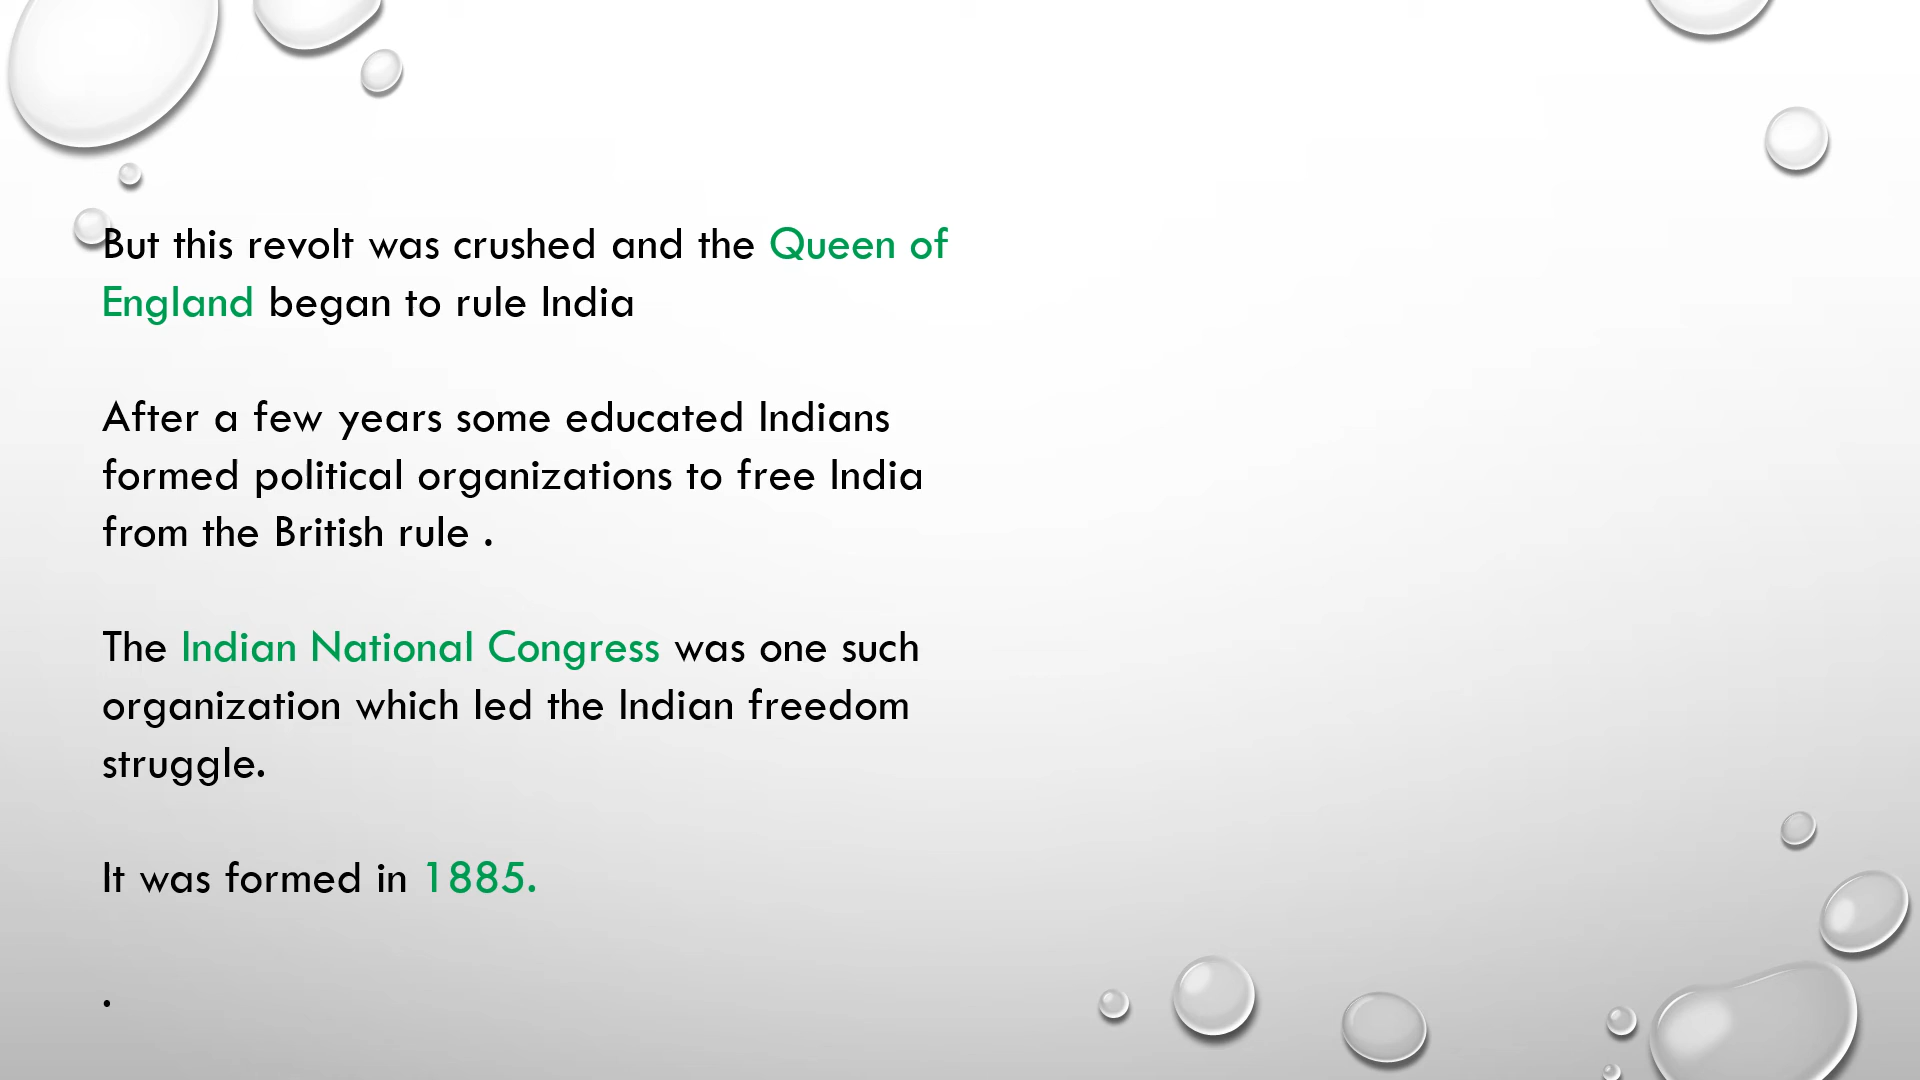 But this revolt was crushed and the Queen of
England began to rule India
After a few years some educated Indians
formed political organizations to free India
from the British rule .
The Indian National Congress was one such
organization which led the Indian freedom
struggle.
It was formed in 1885.
.